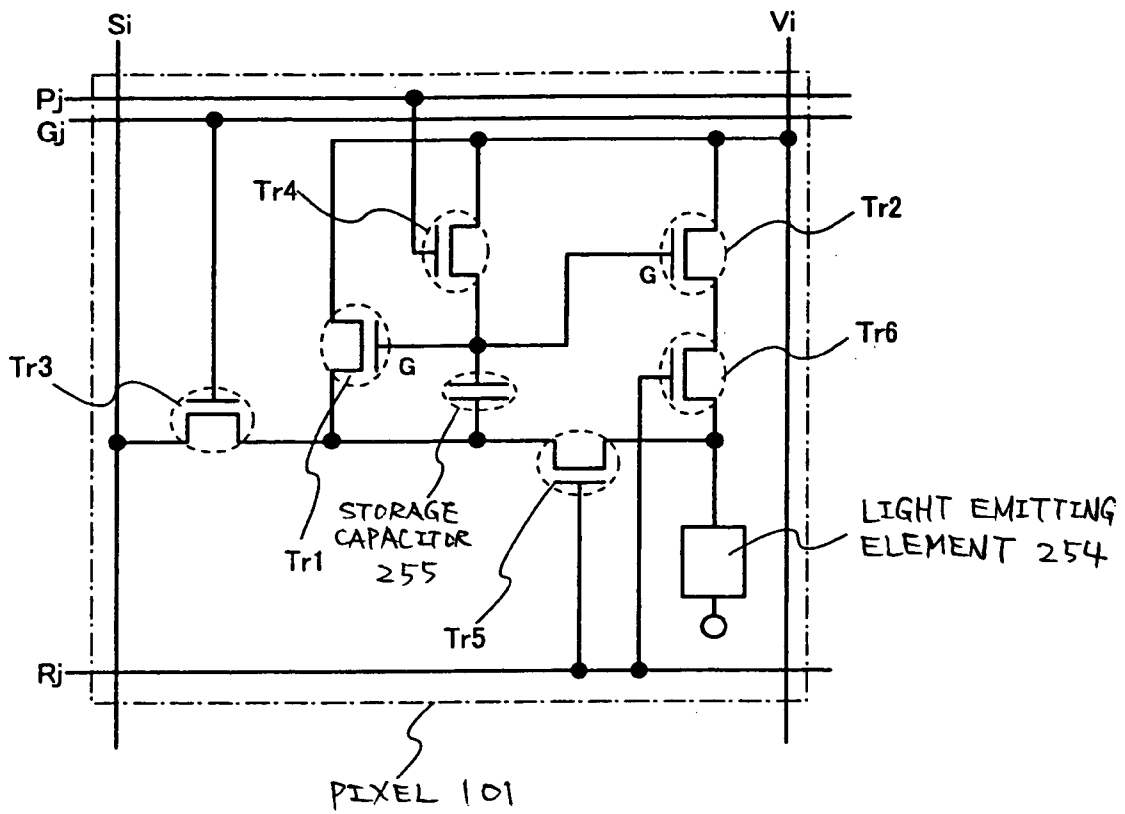 Si
Vi
Pj
Gj
Tr4
Tr2
G
Tr3
G
Tr6
STORAGE
CAPACITOR
255
Tr1
LIGHT EMITTING
ELEMENT 254
Tr5
Rj
PIXEL 101